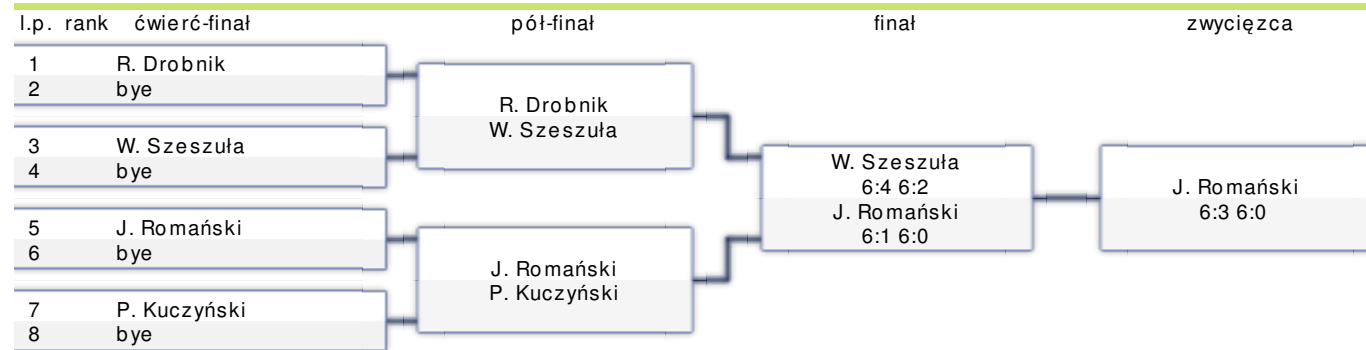 l.p. rank ćwierć-finał pół-finał finał zwycięzca
1 R. Drobnik
2 bye
3 W. Szeszuła
4 bye
5 J. Romański
6 bye
7 P. Kuczyński
8 bye
R. Drobnik
W. Szeszuła
J. Romański
P. Kuczyński
W. Szeszuła
6:4 6:2
J. Romański
6:1 6:0
J. Romański
6:3 6:0